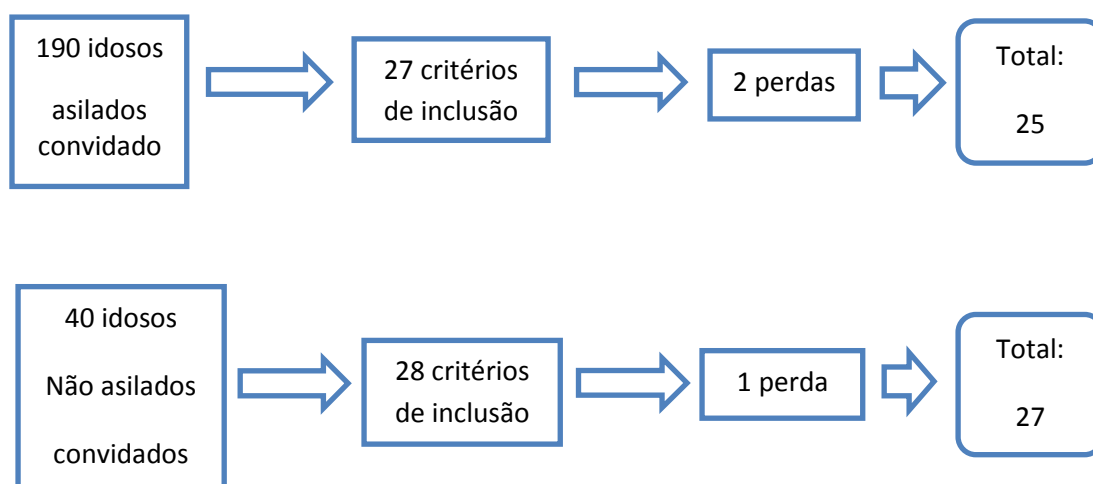 190 idosos
asilados
convidado
27 critérios
de inclusão
2 perdas
Total:
25
40 idosos
Não asilados
convidados
28 critérios
de inclusão
1 perda
Total:
27